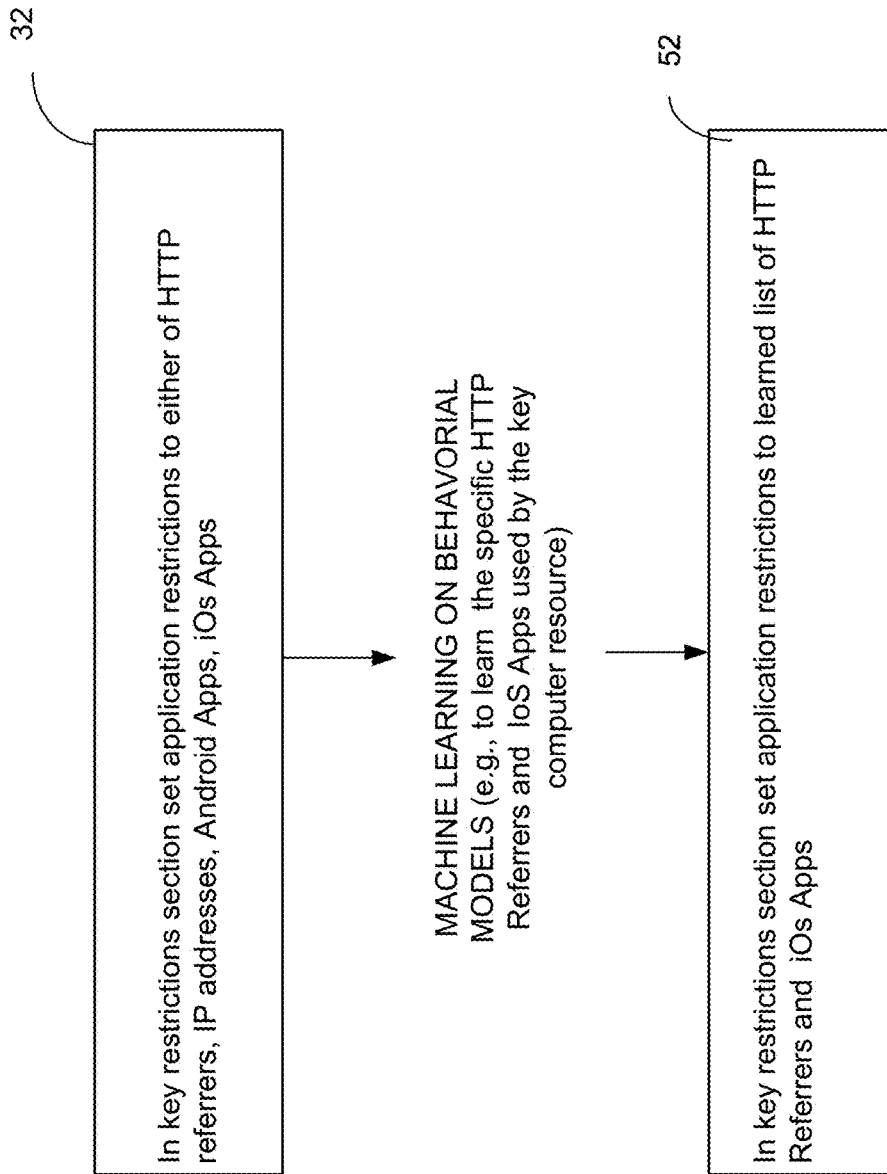 32
In key restrictions section set application restrictions to either of HTTP
referrers, IP addresses, Android Apps, iOs Apps
MACHINE LEARNING ON BEHAVORIAL
MODELS (e.g., to learn the specific HTTP
Referrers and IoS Apps used by the key
computer resource)
52
In key restrictions section set application restrictions to learned list of HTTP
Referrers and iOs Apps